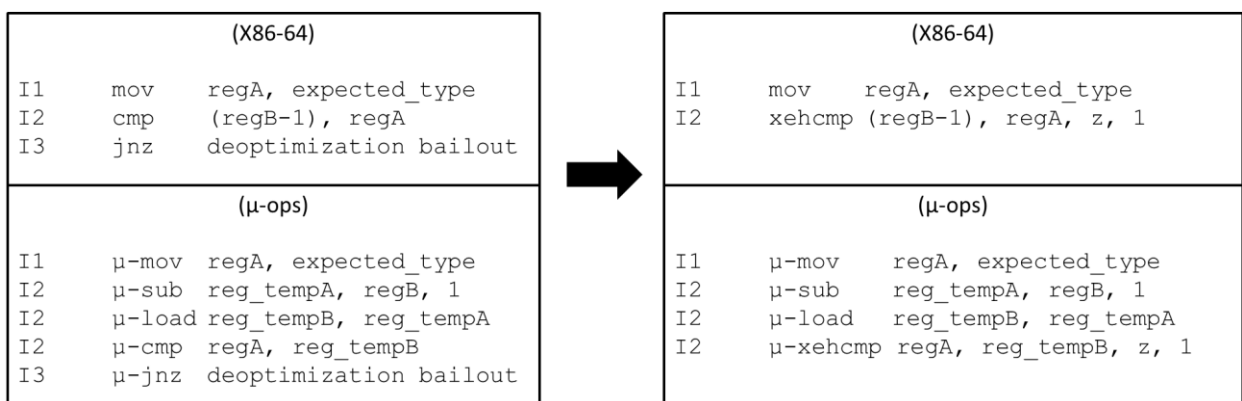 (X86-64)
I1 mov regA, expected_type
I2 cmp (regB-1), regA
I3 jnz deoptimization bailout
(μ-ops)
I1 μ-mov regA, expected_type
I2 μ-sub reg_tempA, regB, 1
I2 μ-load reg_tempB, reg_tempA
I2 μ-cmp regA, reg_tempB
I3 μ-jnz deoptimization bailout
(X86-64)
I1 mov regA, expected_type
I2 xehcmp (regB-1), regA, z, 1
(μ-ops)
I1 μ-mov regA, expected_type
I2 μ-sub reg_tempA, regB, 1
I2 μ-load reg_tempB, reg_tempA
I2 μ-xehcmp regA, reg_tempB, z, 1